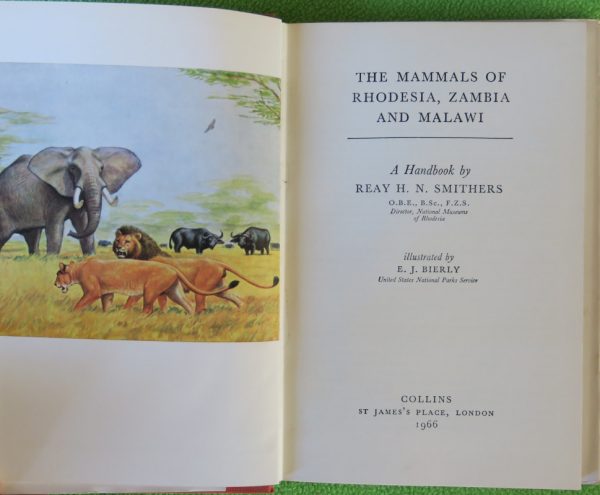 THE MAMMALS OF
RHODESIA, ZAMBIA
AND MALAWI
A Handbook by
REAY H. N. SMITHERS
O.B.E., B.Sc., F.Z.S.
Director, National Museums
of Rhodesia
illustrated by
E. J. BIERLY
United States National Parks Service
COLLINS
ST JAMES'S PLACE, LONDON
1966